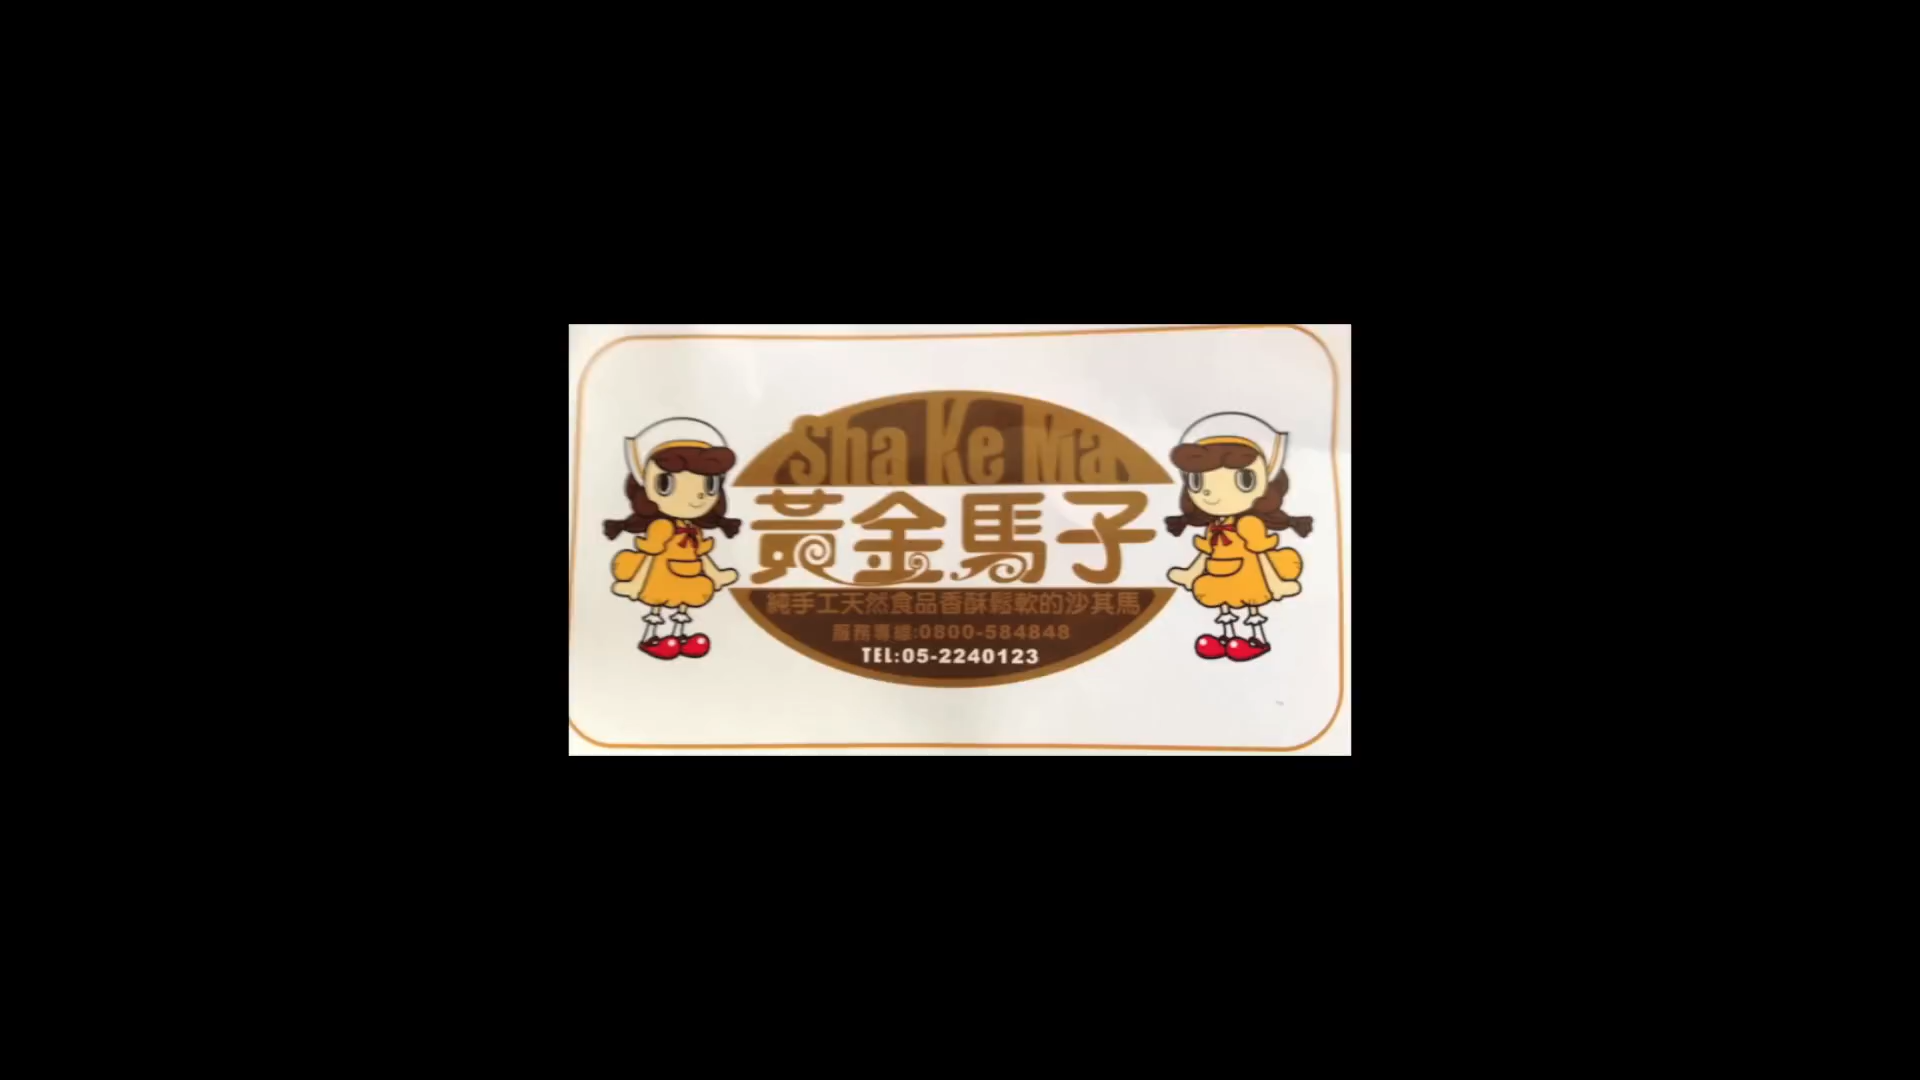 Sha Ke Ma
黃金馬子
純手工天然食品香酥鬆軟的沙其馬
服務專線:0800-584848
TEL:05-2240123